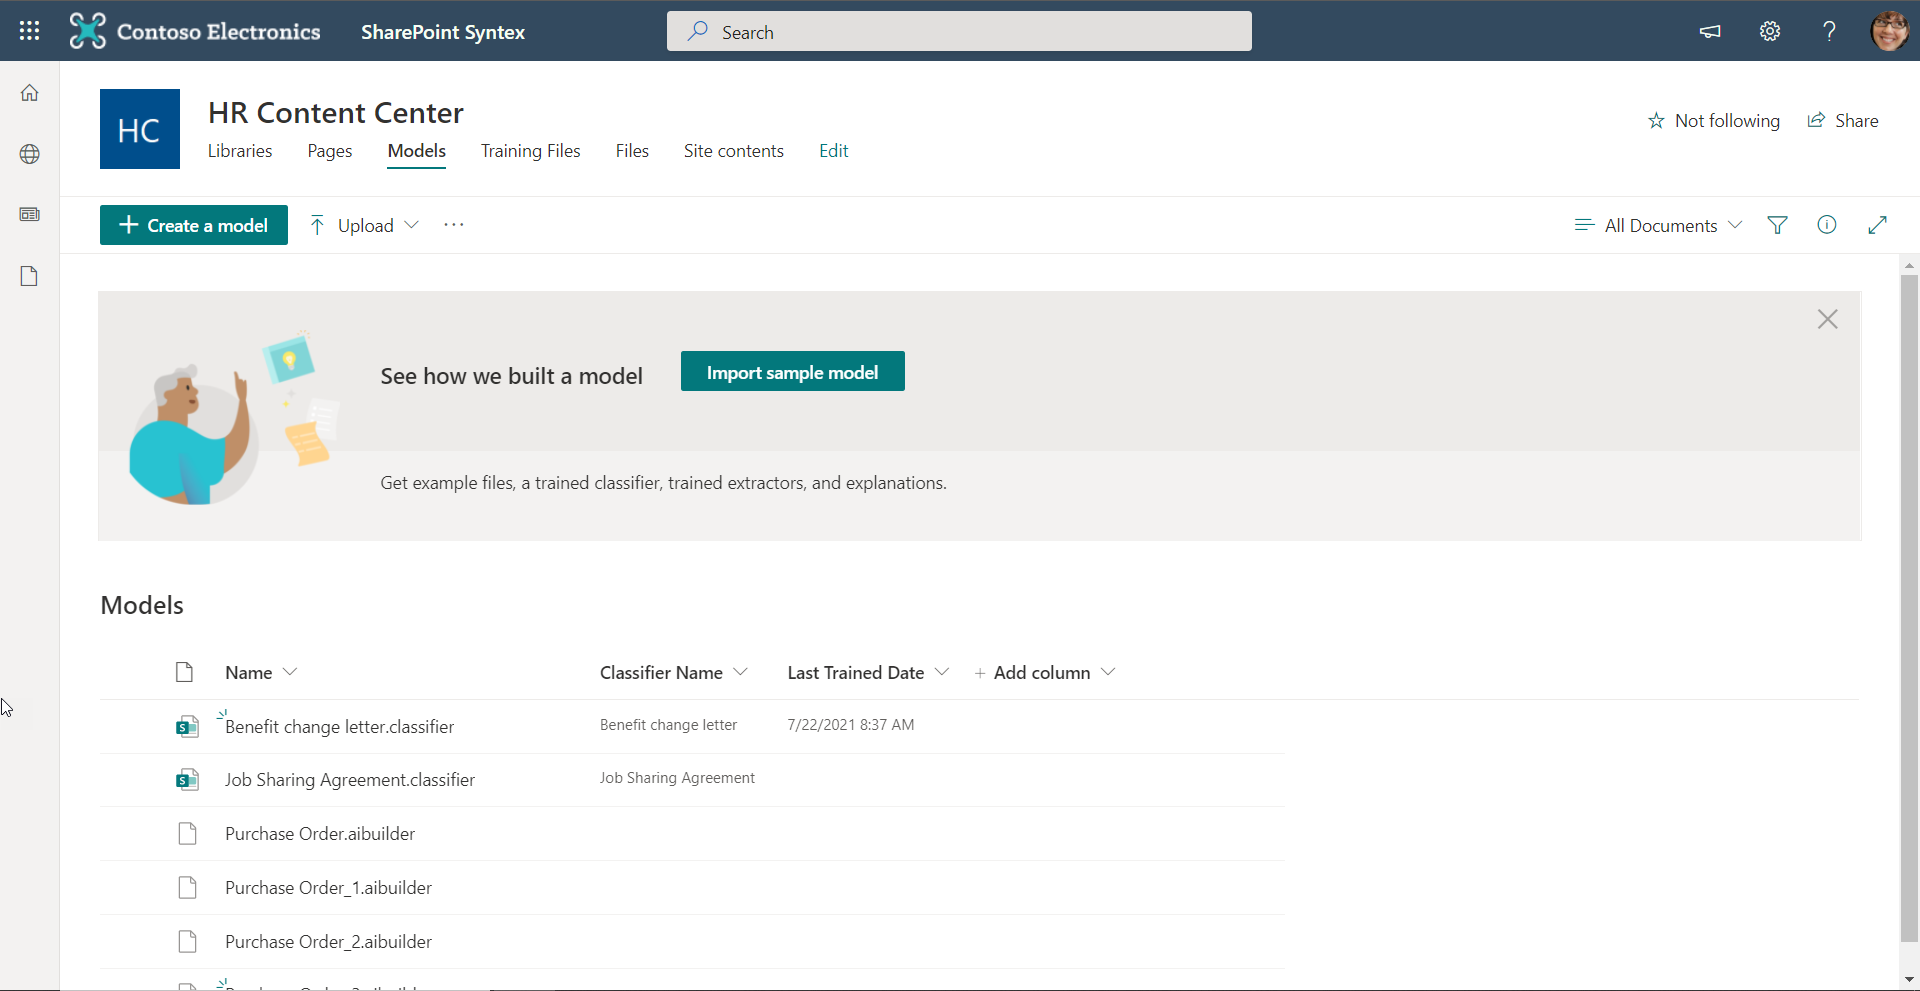 Contoso Electronics
SharePoint Syntex
Search
HC
HR Content Center
Not following
Share
Libraries
Pages
Models
Training Files
Files
Site contents
Edit
Create a model
Upload
All Documents
See how we built a model
Import sample model
Get example files, a trained classifier, trained extractors, and explanations.
Models
Name
Classifier Name
Last Trained Date
Add column
Benefit change letter.classifier
Benefit change letter
7/22/2021 8:37 AM
Job Sharing Agreement.classifier
Job Sharing Agreement
Purchase Order.aibuilder
Purchase Order_1.aibuilder
Purchase Order_2.aibuilder